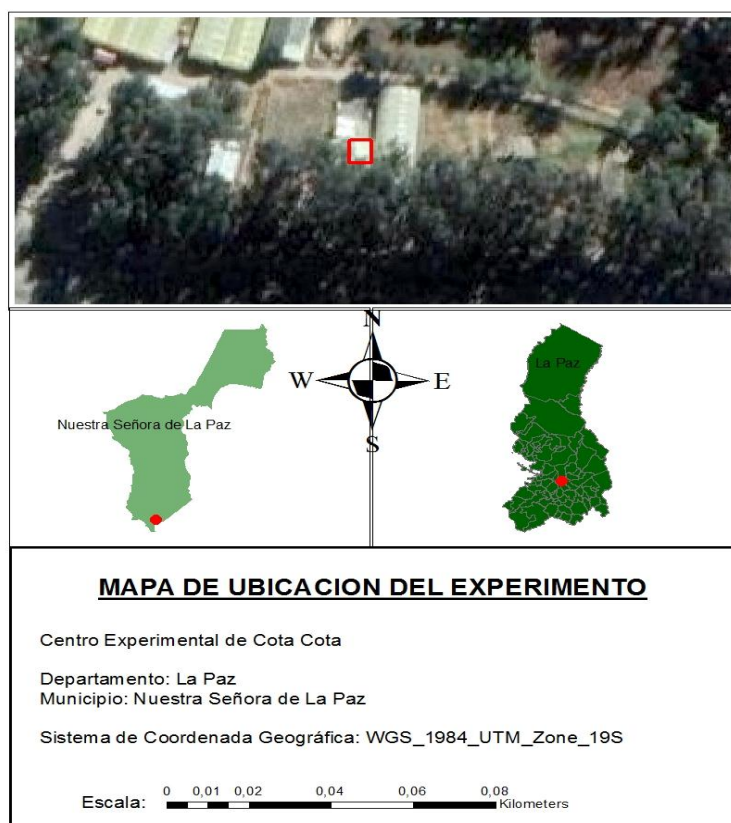 N
W E
S
Nuestra Señora de La Paz
La Paz
MAPA DE UBICACION DEL EXPERIMENTO
Centro Experimental de Cota Cota
Departamento: La Paz
Municipio: Nuestra Señora de La Paz
Sistema de Coordenada Geográfica: WGS_1984_UTM_Zone_19S
Escala: 0 0,01 0,02 0,04 0,06 0,08 Kilometers